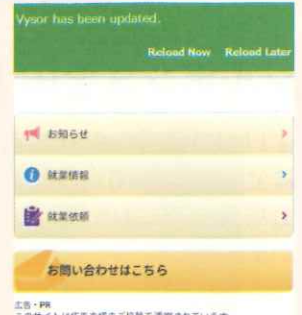 Vysor has been updated.
Reload Now Reload Later
お知らせ
就業情報
就業依頼
お問い合わせはこちら
広告・PR